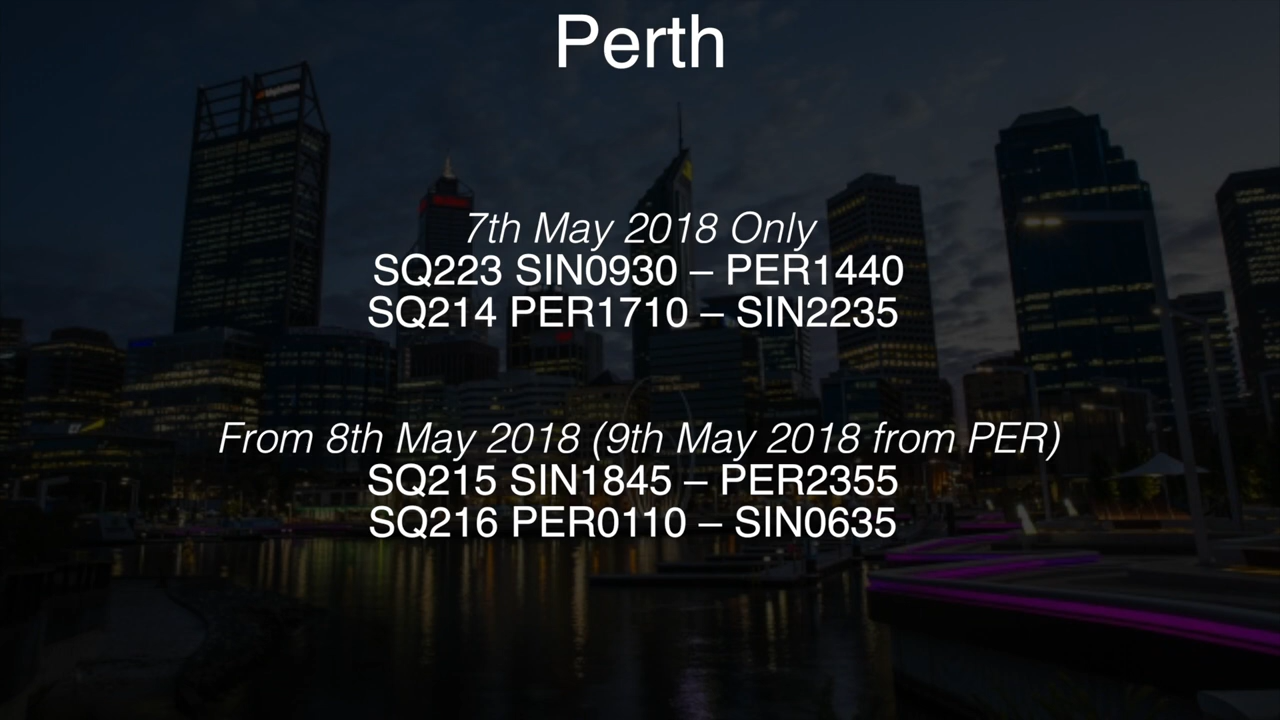 Perth
7th May 2018 Only
SQ223 SIN0930 – PER1440
SQ214 PER1710 – SIN2235
From 8th May 2018 (9th May 2018 from PER)
SQ215 SIN1845 – PER2355
SQ216 PER0110 – SIN0635